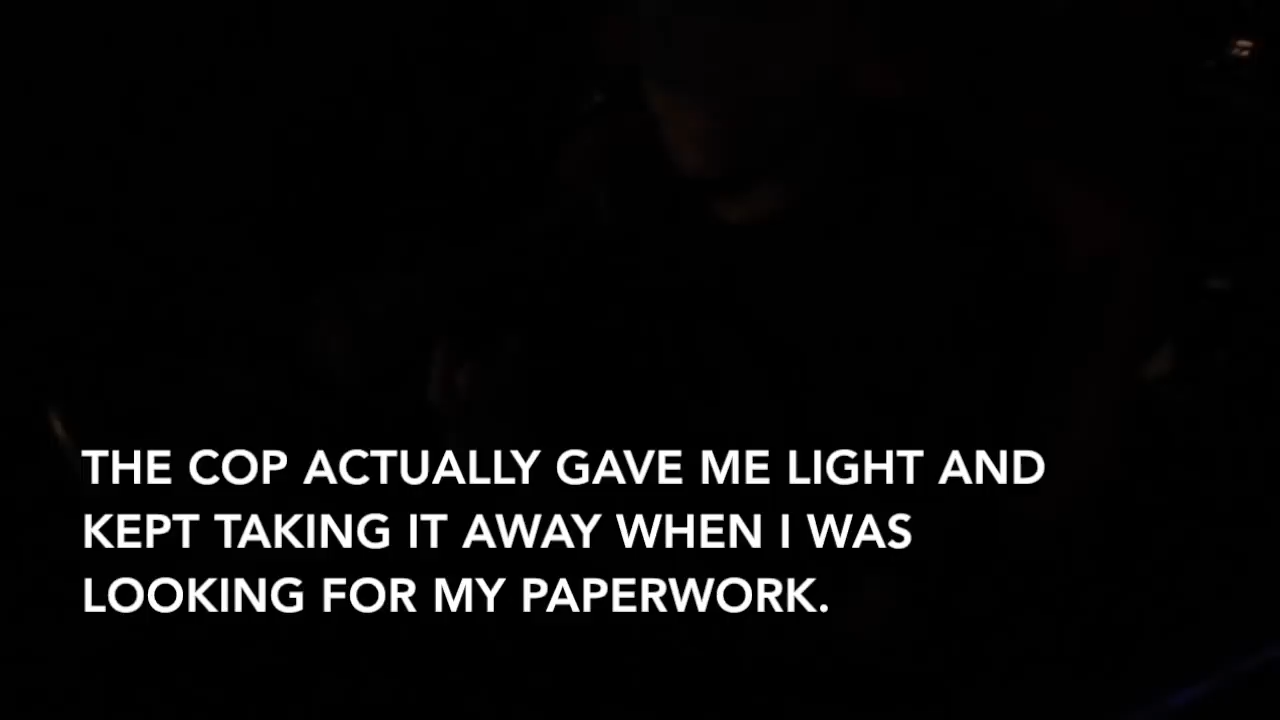 THE COP ACTUALLY GAVE ME LIGHT AND
KEPT TAKING IT AWAY WHEN I WAS
LOOKING FOR MY PAPERWORK.